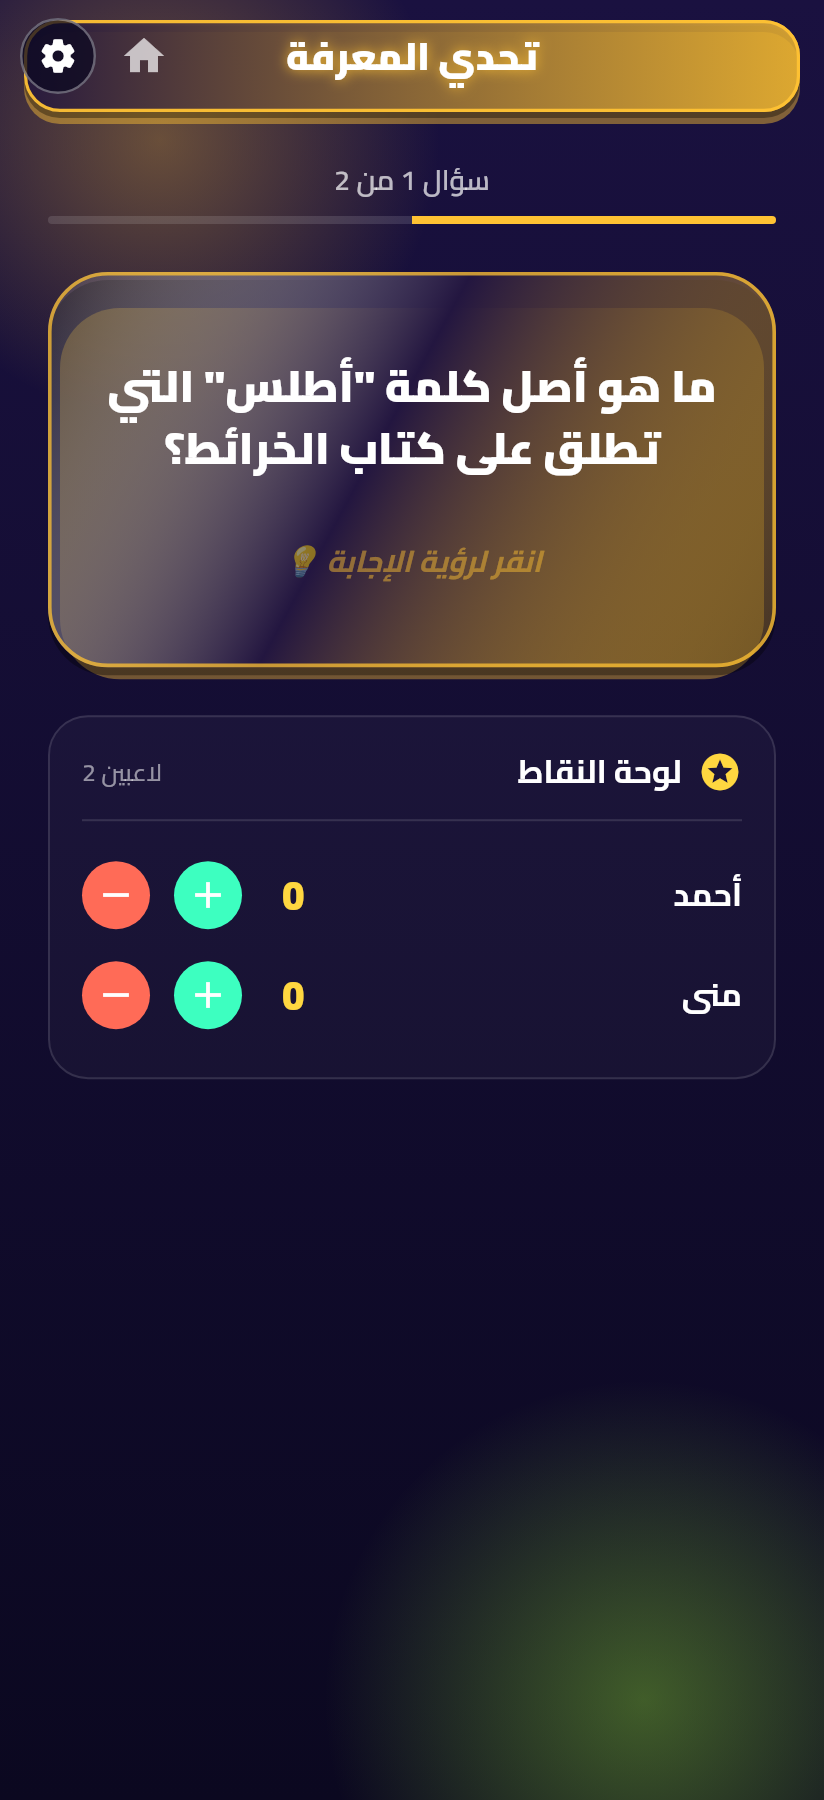 تحدي المعرفة
سؤال 1 من 2
ما هو أصل كلمة "أطلس" التي
تطلق على كتاب الخرائط؟
انقر لرؤية الإجابة 💡
لوحة النقاط
2 لاعبين
أحمد
0
منى
0